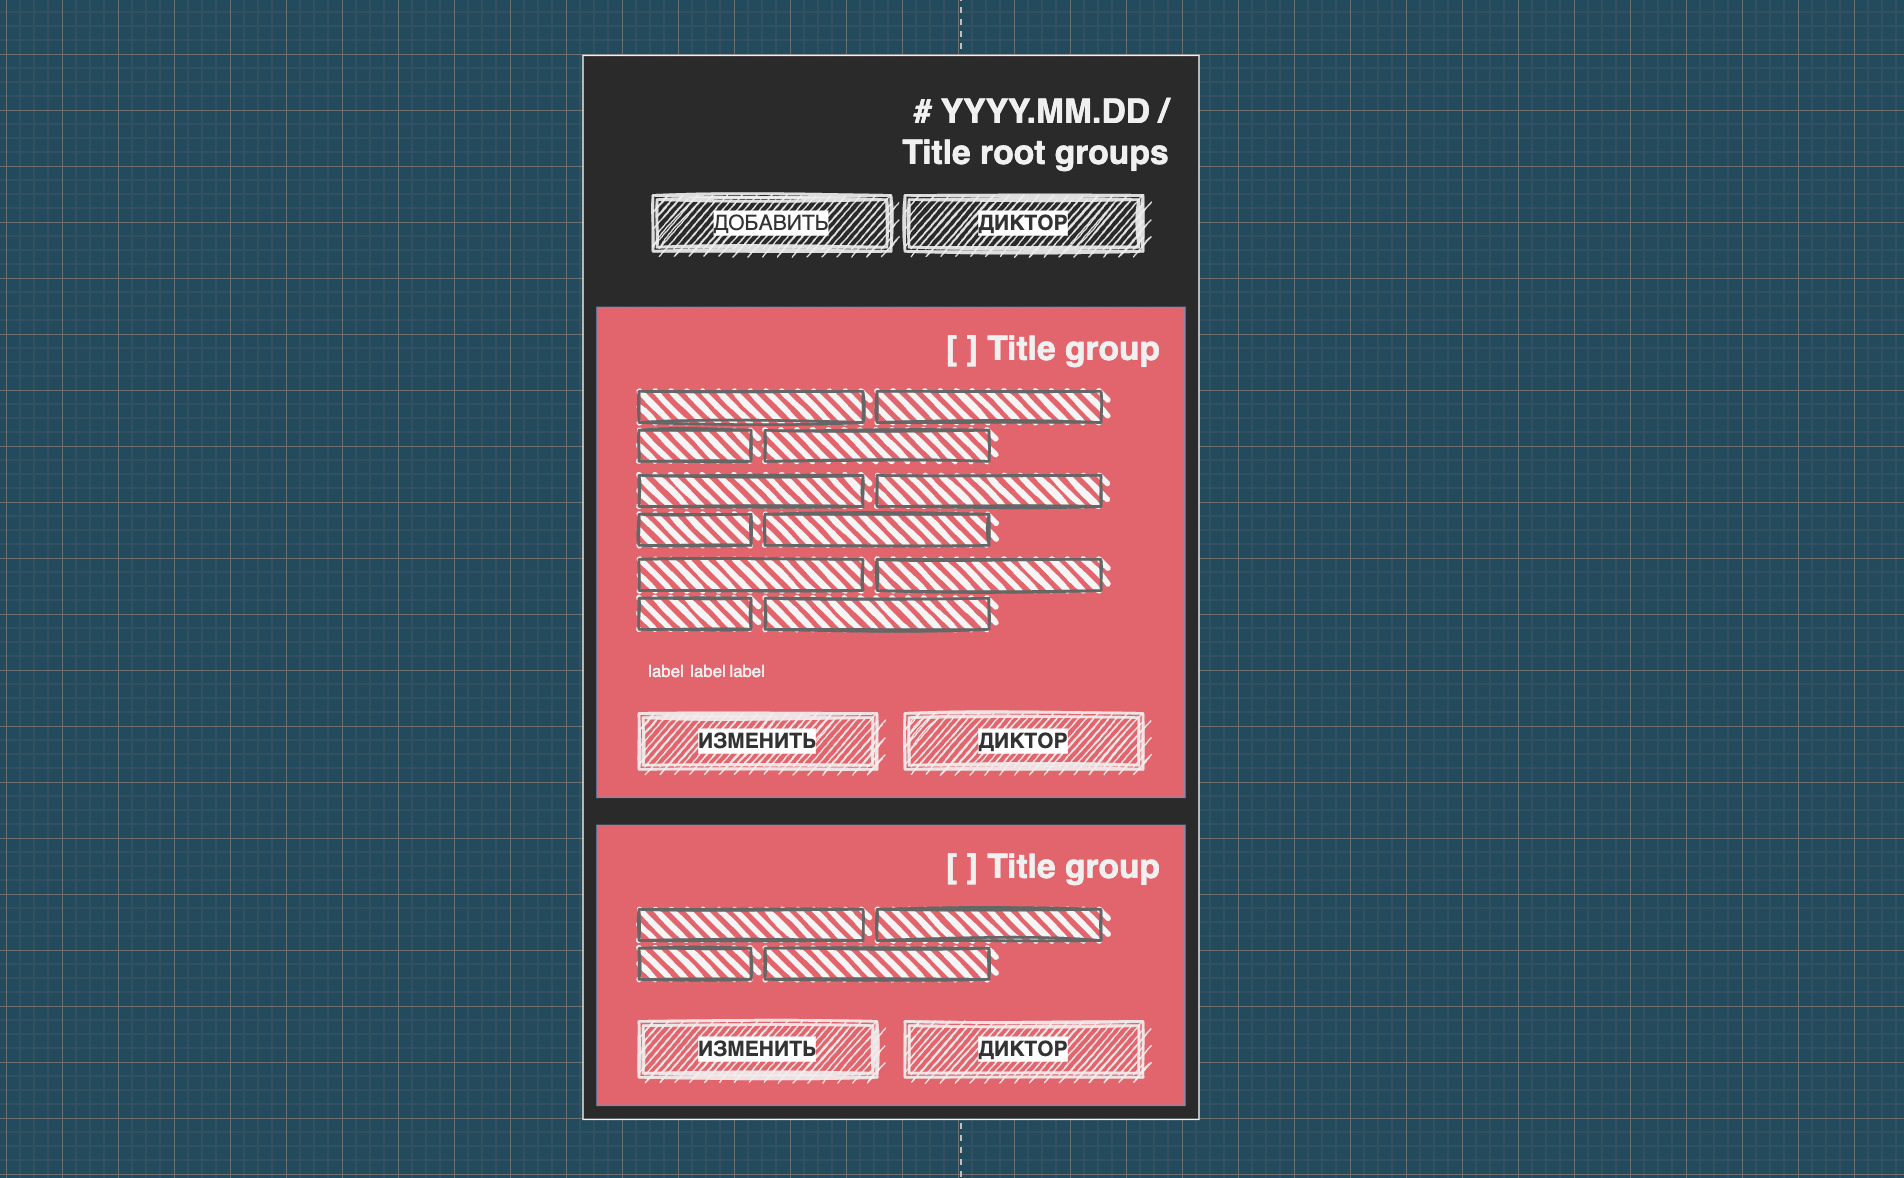 # YYYY.MM.DD /
Title root groups
ДОБАВИТЬ ДИКТОР
[ ] Title group
label label label
ИЗМЕНИТЬ ДИКТОР
[ ] Title group
ИЗМЕНИТЬ ДИКТОР